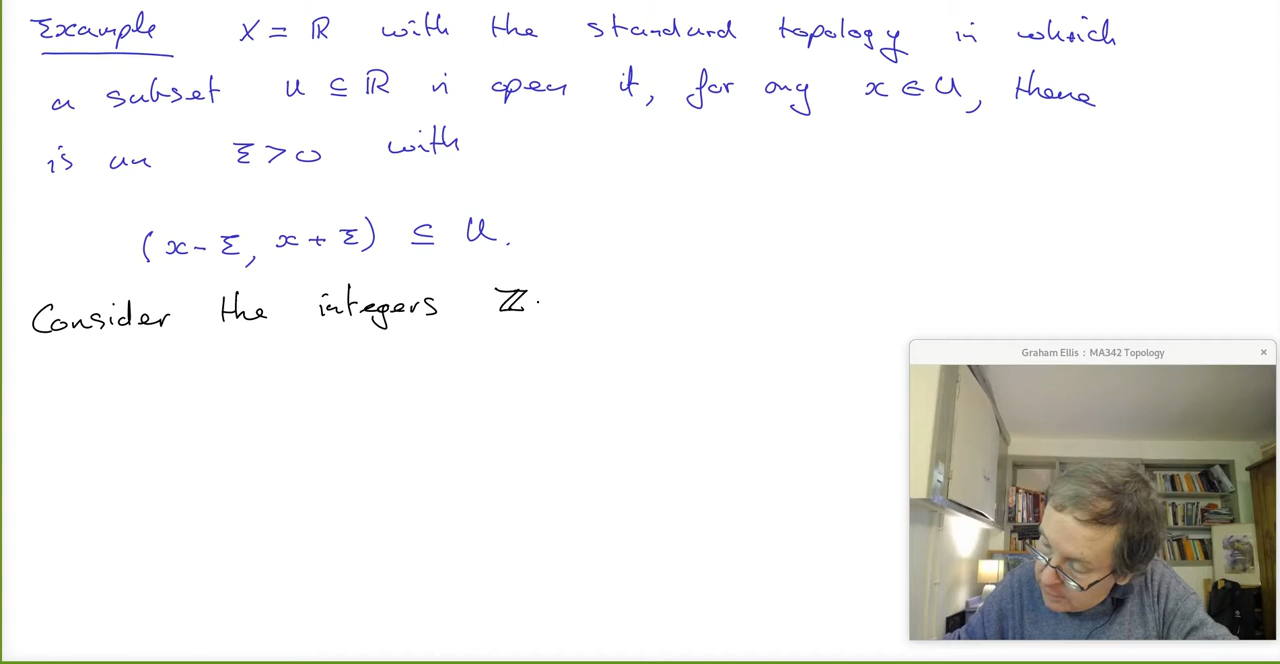 Example X = ℝ with the standard topology in which
a subset U ⊆ ℝ is open if, for any x ∈ U, there
is an ε > 0 with
(x - ε, x + ε) ⊆ U.
Consider the integers ℤ.
Graham Ellis : MA342 Topology